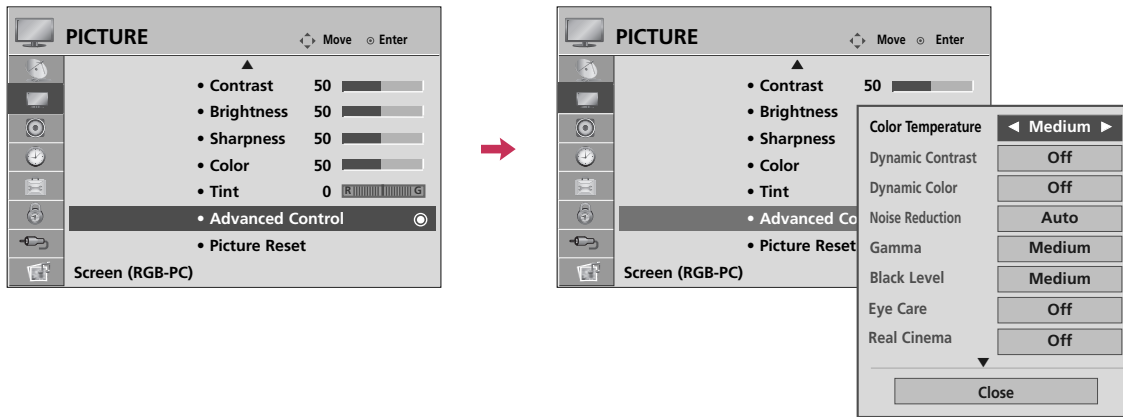 PICTURE Move Enter
• Contrast 50
• Brightness 50
• Sharpness 50
• Color 50
• Tint 0 R G
• Advanced Control
• Picture Reset
Screen (RGB-PC)
PICTURE Move Enter
• Contrast 50
• Brightness
• Sharpness
• Color
• Tint
• Advanced Co
• Picture Reset
Screen (RGB-PC)
Color Temperature Medium
Dynamic Contrast Off
Dynamic Color Off
Noise Reduction Auto
Gamma Medium
Black Level Medium
Eye Care Off
Real Cinema Off
Close